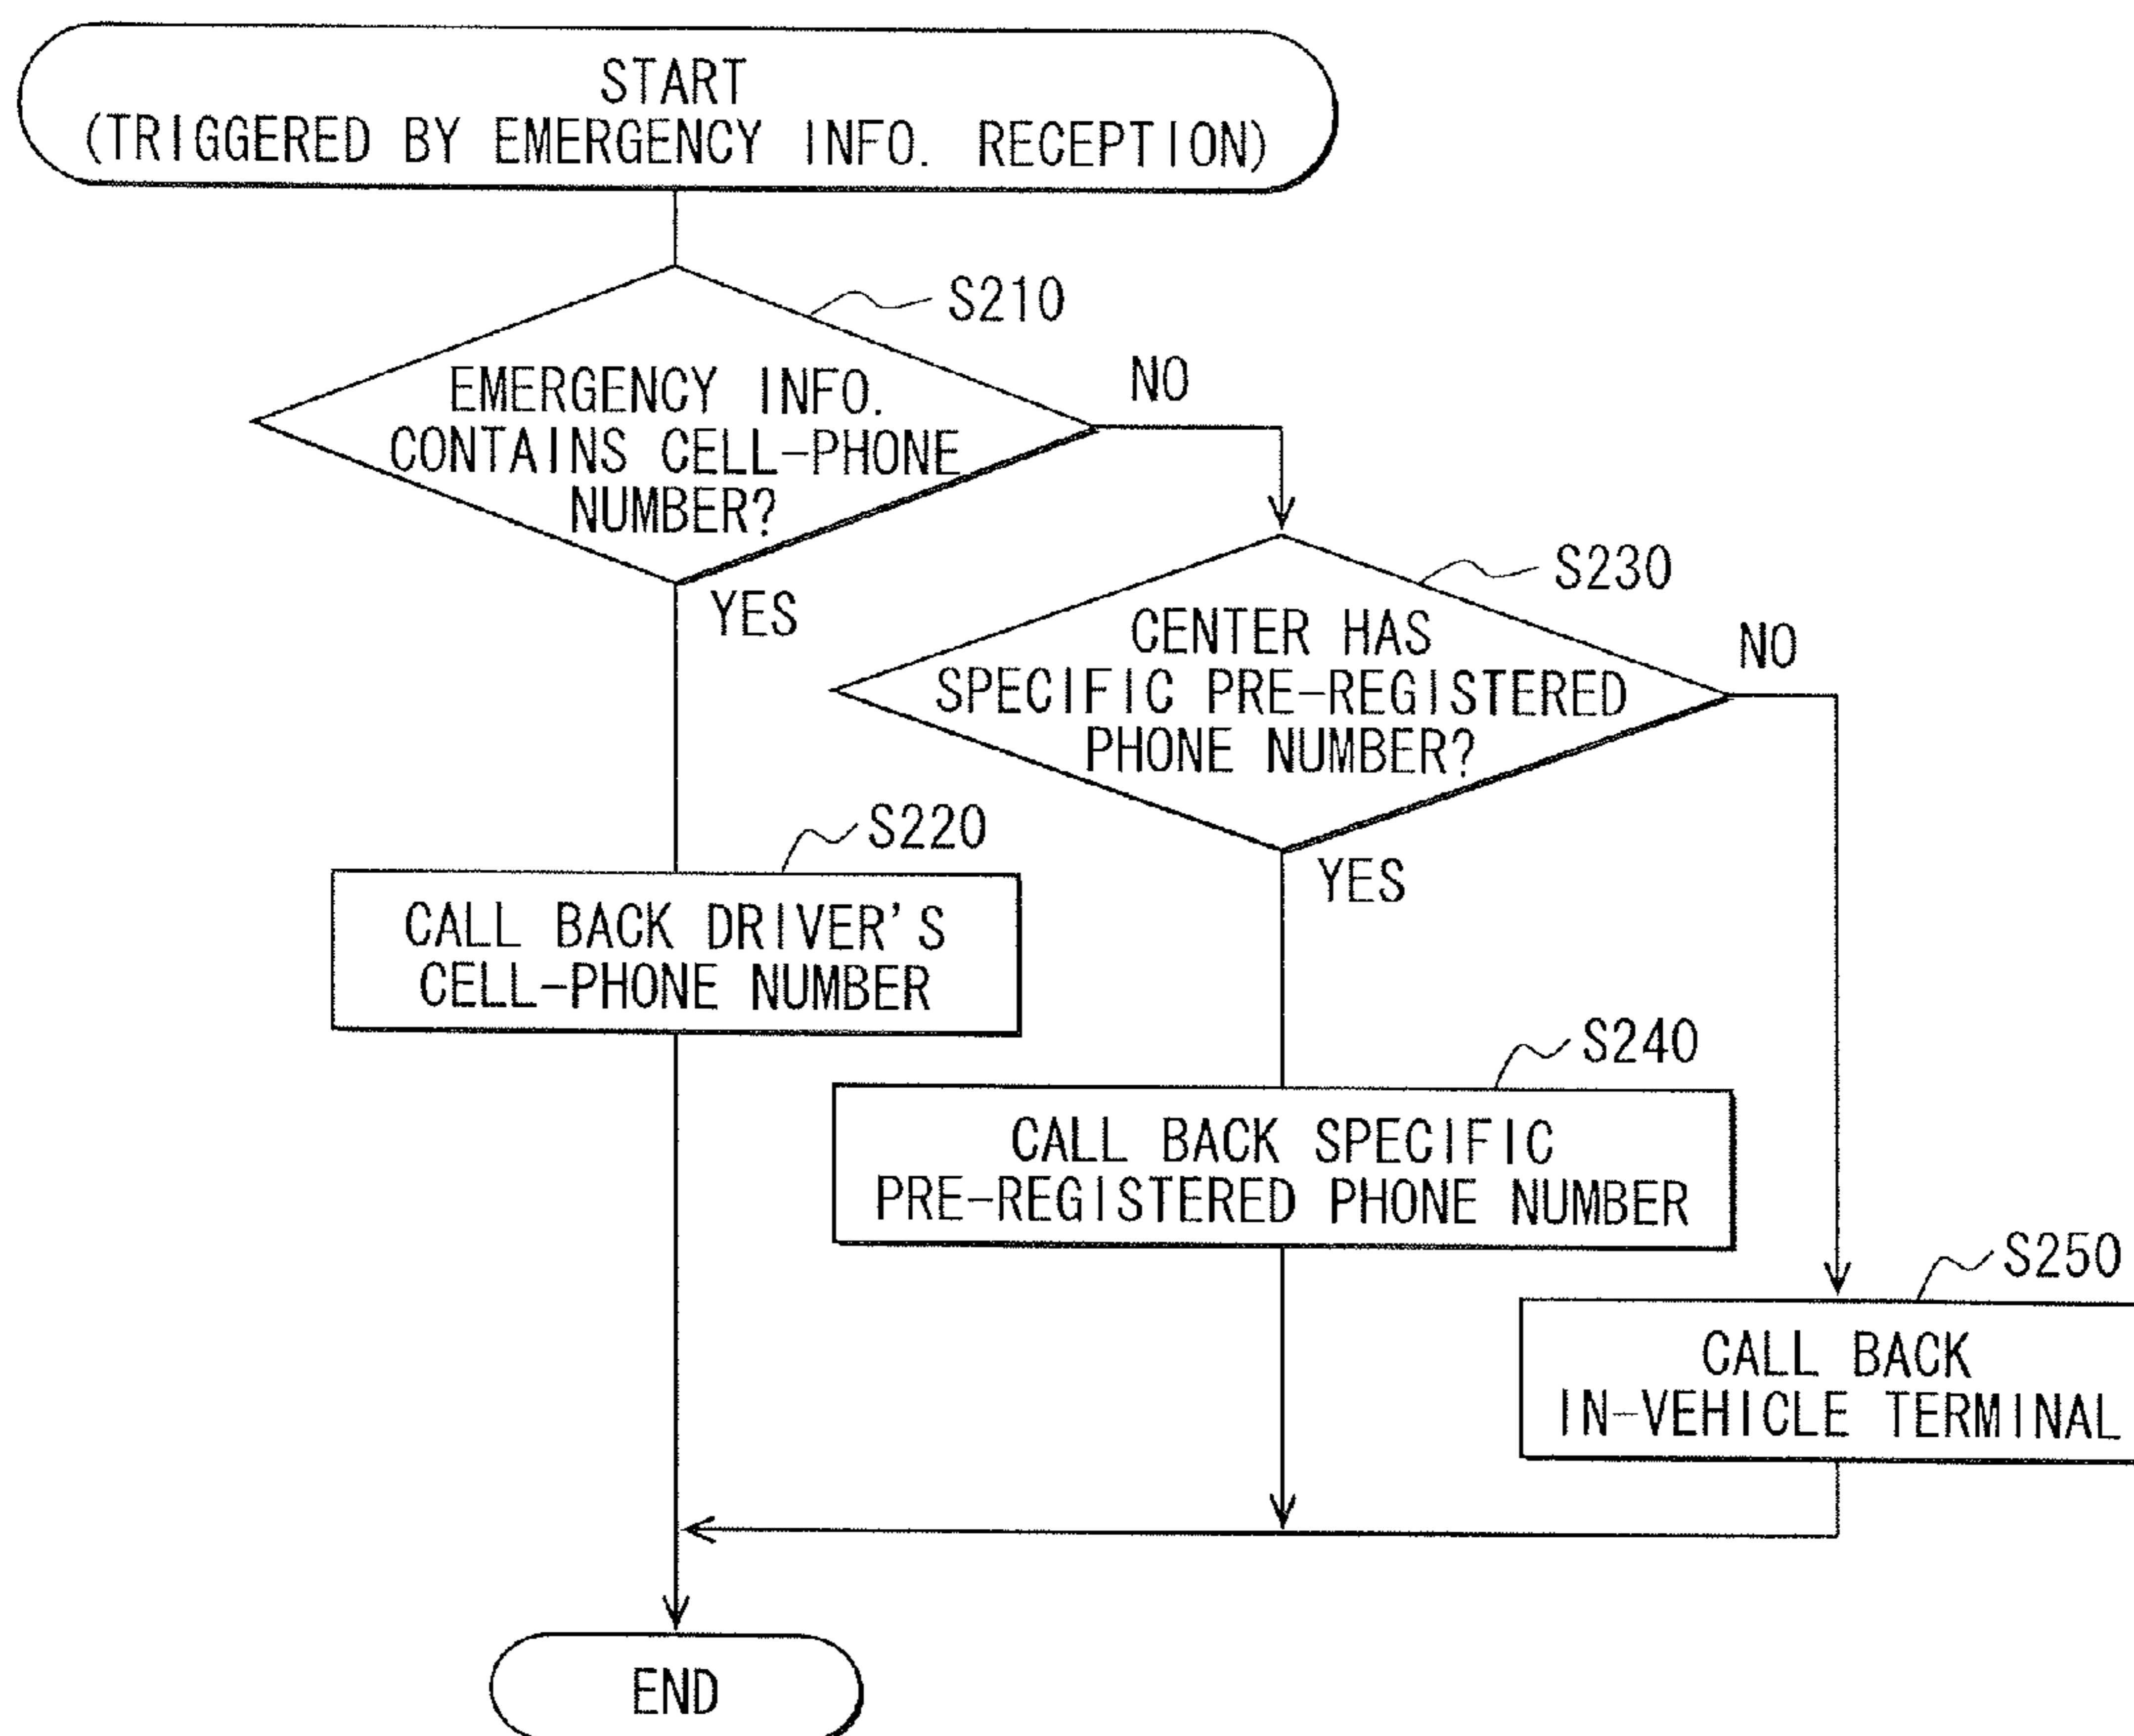 START
(TRIGGERED BY EMERGENCY INFO. RECEPTION)
S210
EMERGENCY INFO.
CONTAINS CELL-PHONE
NUMBER?
NO
YES
S230
CENTER HAS
SPECIFIC PRE-REGISTERED
PHONE NUMBER?
NO
YES
S220
CALL BACK DRIVER'S
CELL-PHONE NUMBER
S240
CALL BACK SPECIFIC
PRE-REGISTERED PHONE NUMBER
S250
CALL BACK
IN-VEHICLE TERMINAL
END